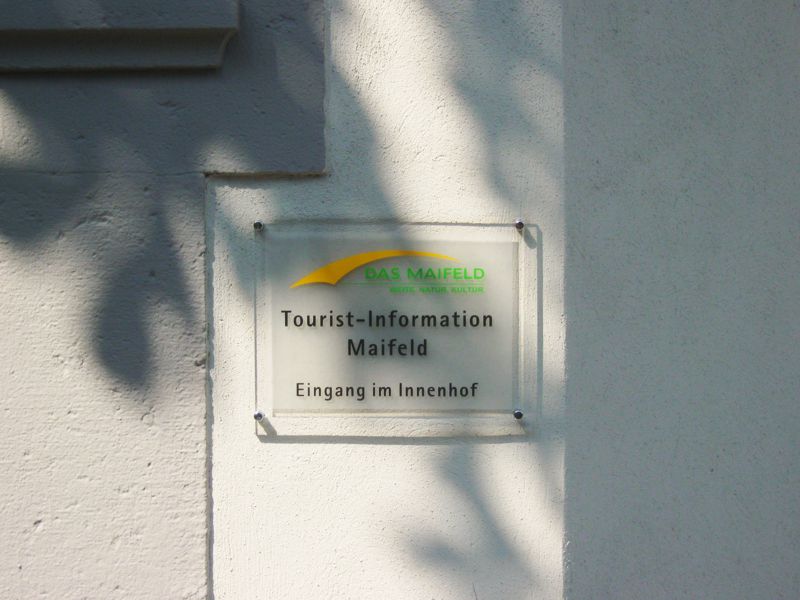 DAS MAIFELD
WEITE. NATUR. KULTUR.
Tourist-Information
Maifeld
Eingang im Innenhof